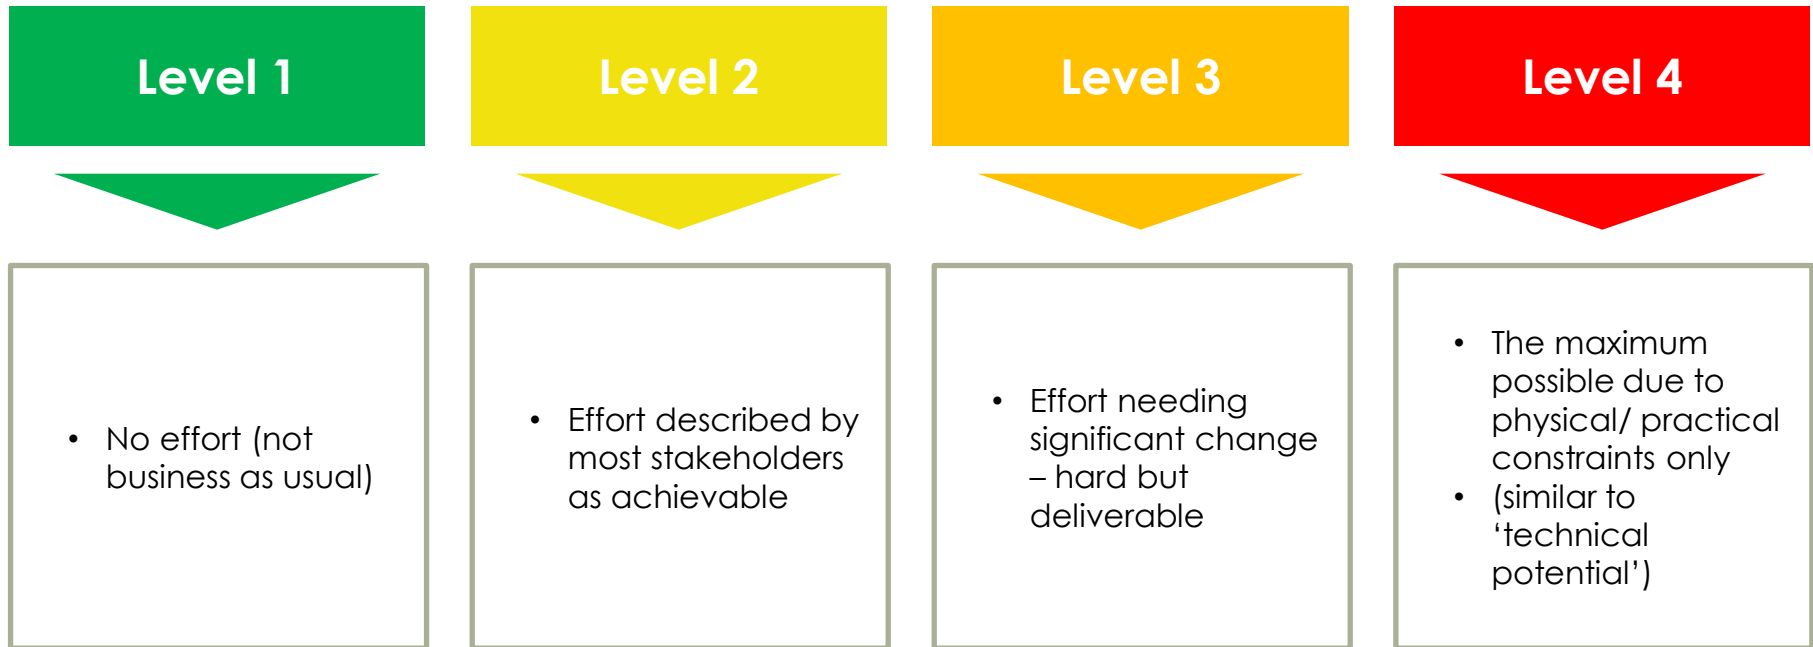 Level 1
Level 2
Level 3
Level 4
• No effort (not
business as usual)
• Effort described by
most stakeholders
as achievable
• Effort needing
significant change
– hard but
deliverable
• The maximum
possible due to
physical/ practical
constraints only
• (similar to
‘technical
potential’)